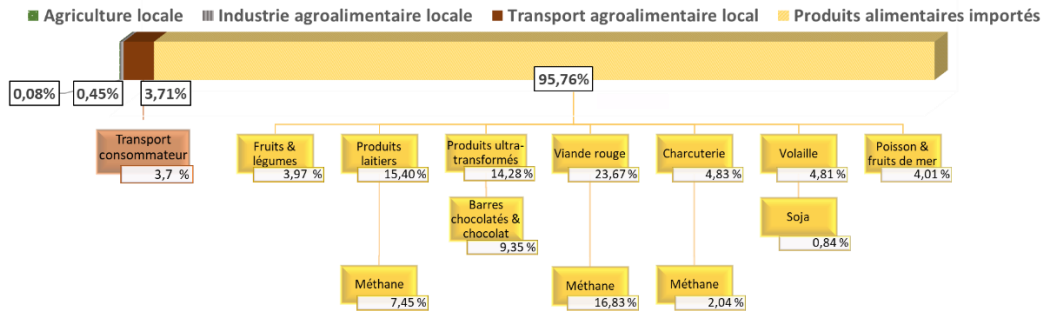 Agriculture locale Industrie agroalimentaire locale Transport agroalimentaire local Produits alimentaires importés
0,08% 0,45% 3,71% 95,76%
Transport
consommateur
3,7 %
Fruits &
légumes
3,97 %
Produits
laitiers
15,40 %
Produits ultra-
transformés
14,28 %
Viande rouge
23,67 %
Charcuterie
4,83 %
Volaille
4,81 %
Poisson &
fruits de mer
4,01 %
Barres
chocolatés &
chocolat
9,35 %
Soja
0,84 %
Méthane
7,45 %
Méthane
16,83 %
Méthane
2,04 %